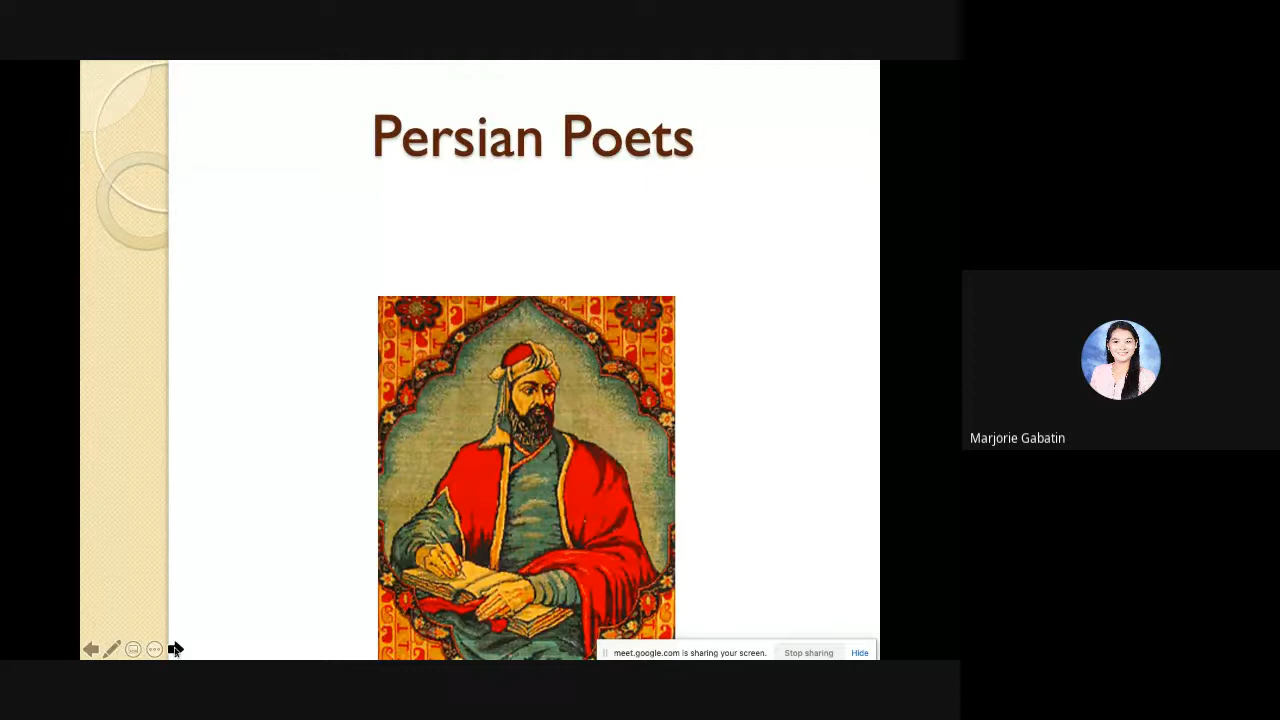 Persian Poets
Marjorie Gabatin
meet.google.com is sharing your screen.
Stop sharing
Hide